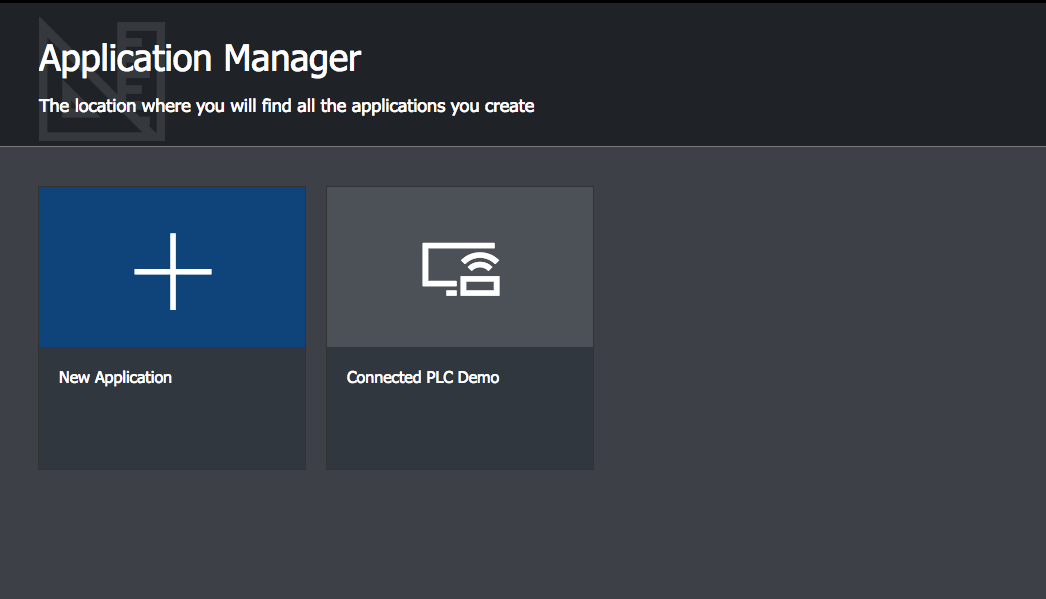 Application Manager
The location where you will find all the applications you create
New Application
Connected PLC Demo